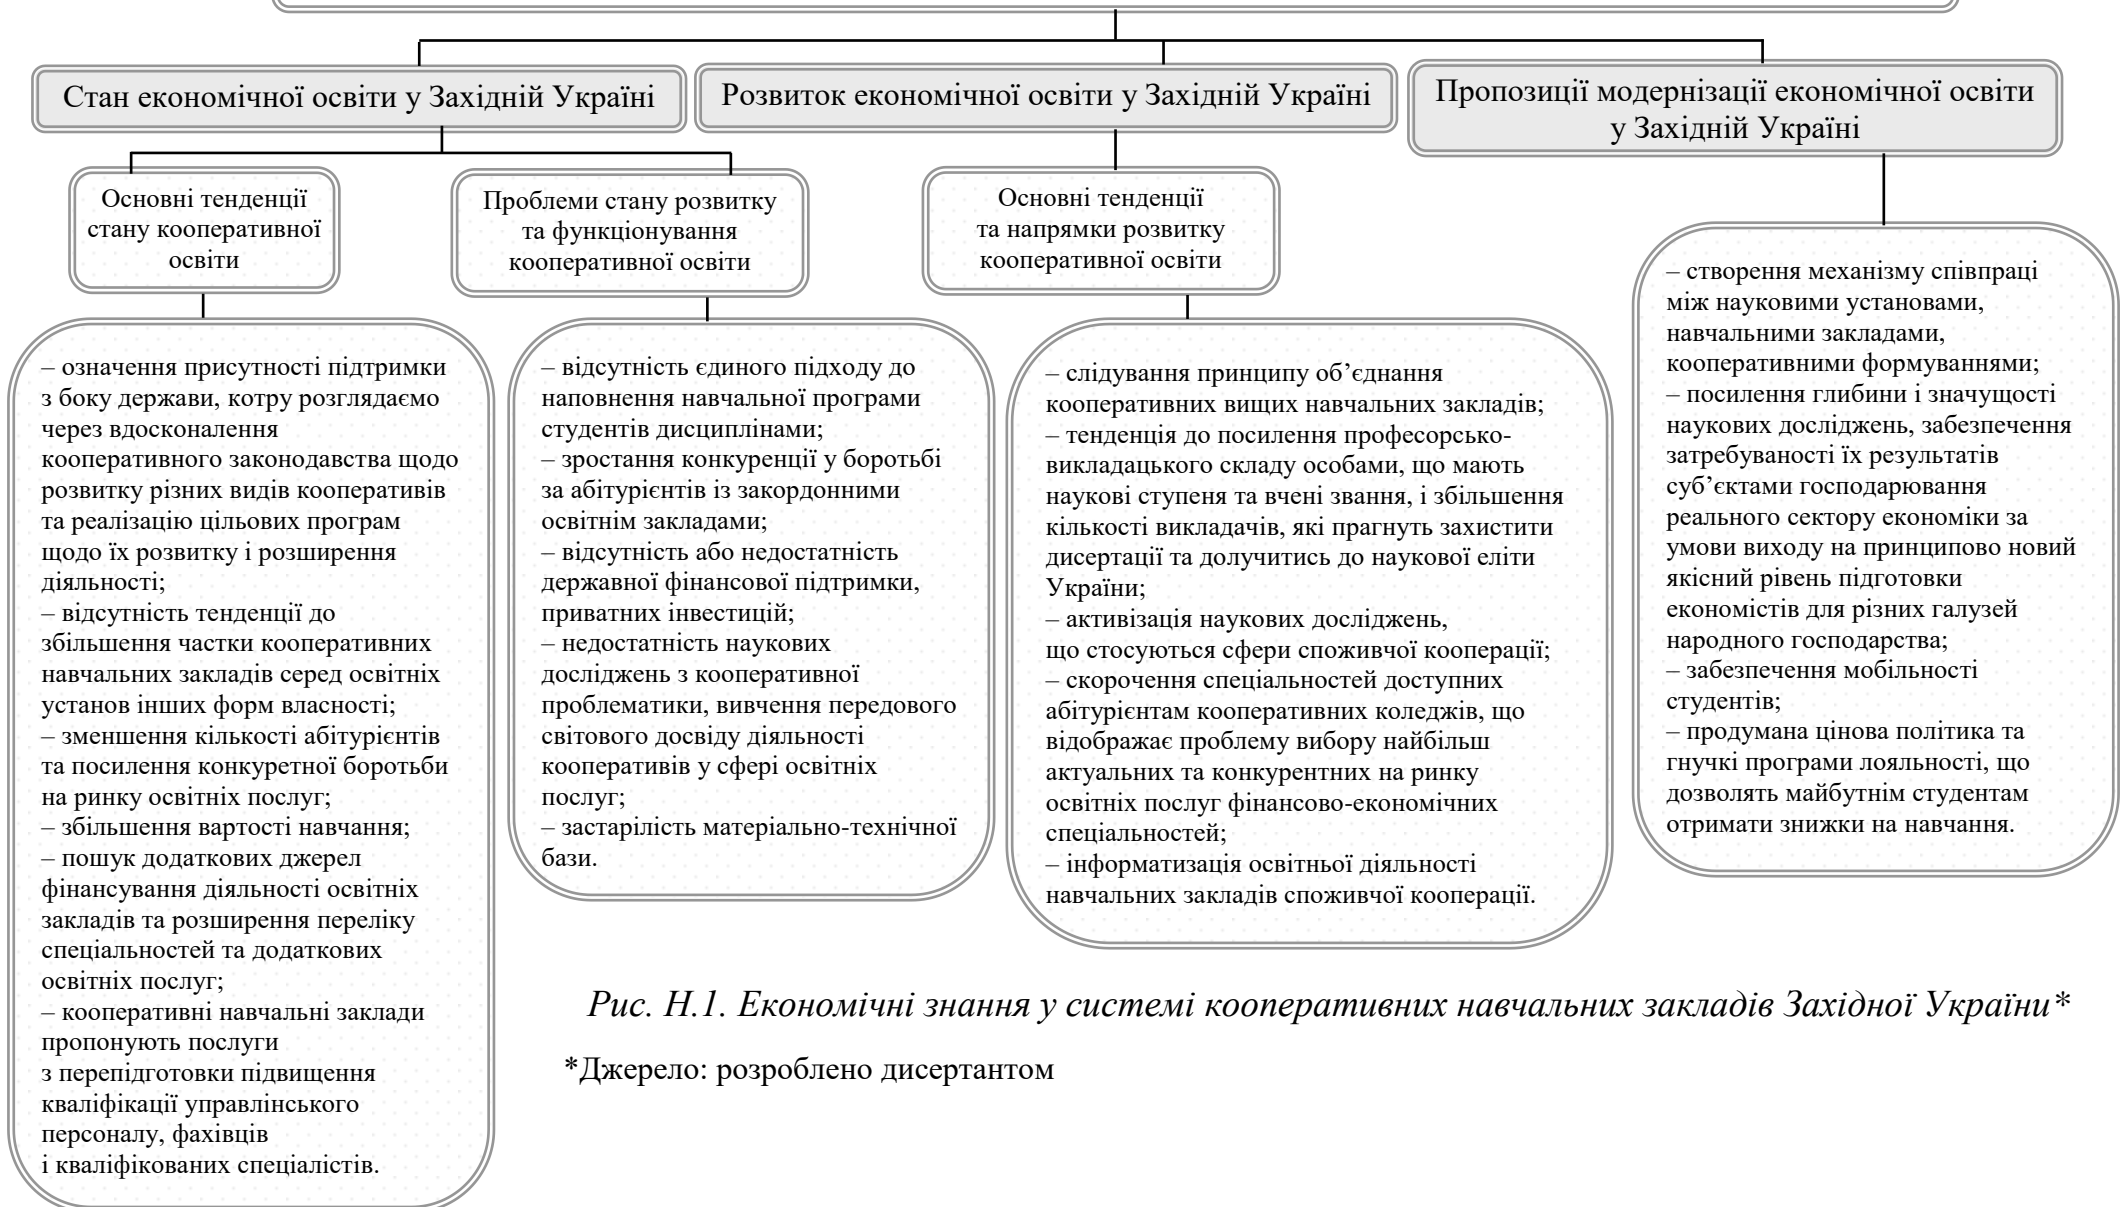 Стан економічної освіти у Західній Україні
Розвиток економічної освіти у Західній Україні
Пропозиції модернізації економічної освіти
у Західній Україні
Основні тенденції
стану кооперативної
освіти
Проблеми стану розвитку
та функціонування
кооперативної освіти
Основні тенденції
та напрямки розвитку
кооперативної освіти
– означення присутності підтримки
з боку держави, котру розглядаємо
через вдосконалення
кооперативного законодавства щодо
розвитку різних видів кооперативів
та реалізацію цільових програм
щодо їх розвитку і розширення
діяльності;
– відсутність тенденції до
збільшення частки кооперативних
навчальних закладів серед освітніх
установ інших форм власності;
– зменшення кількості абітурієнтів
та посилення конкуретної боротьби
на ринку освітніх послуг;
– збільшення вартості навчання;
– пошук додаткових джерел
фінансування діяльності освітніх
закладів та розширення переліку
спеціальностей та додаткових
освітніх послуг;
– кооперативні навчальні заклади
пропонують послуги
з перепідготовки підвищення
кваліфікації управлінського
персоналу, фахівців
і кваліфікованих спеціалістів.
– відсутність єдиного підходу до
наповнення навчальної програми
студентів дисциплінами;
– зростання конкуренції у боротьбі
за абітурієнтів із закордонними
освітнім закладами;
– відсутність або недостатність
державної фінансової підтримки,
приватних інвестицій;
– недостатність наукових
досліджень з кооперативної
проблематики, вивчення передового
світового досвіду діяльності
кооперативів у сфері освітніх
послуг;
– застарілість матеріально-технічної
бази.
– слідування принципу об’єднання
кооперативних вищих навчальних закладів;
– тенденція до посилення професорсько-
викладацького складу особами, що мають
наукові ступеня та вчені звання, і збільшення
кількості викладачів, які прагнуть захистити
дисертації та долучитись до наукової еліти
України;
– активізація наукових досліджень,
що стосуються сфери споживчої кооперації;
– скорочення спеціальностей доступних
абітурієнтам кооперативних коледжів, що
відображає проблему вибору найбільш
актуальних та конкурентних на ринку
освітніх послуг фінансово-економічних
спеціальностей;
– інформатизація освітньої діяльності
навчальних закладів споживчої кооперації.
– створення механізму співпраці
між науковими установами,
навчальними закладами,
кооперативними формуваннями;
– посилення глибини і значущості
наукових досліджень, забезпечення
затребуваності їх результатів
суб’єктами господарювання
реального сектору економіки за
умови виходу на принципово новий
якісний рівень підготовки
економістів для різних галузей
народного господарства;
– забезпечення мобільності
студентів;
– продумана цінова політика та
гнучкі програми лояльності, що
дозволять майбутнім студентам
отримати знижки на навчання.
Рис. Н.1. Економічні знання у системі кооперативних навчальних закладів Західної України*
*Джерело: розроблено дисертантом